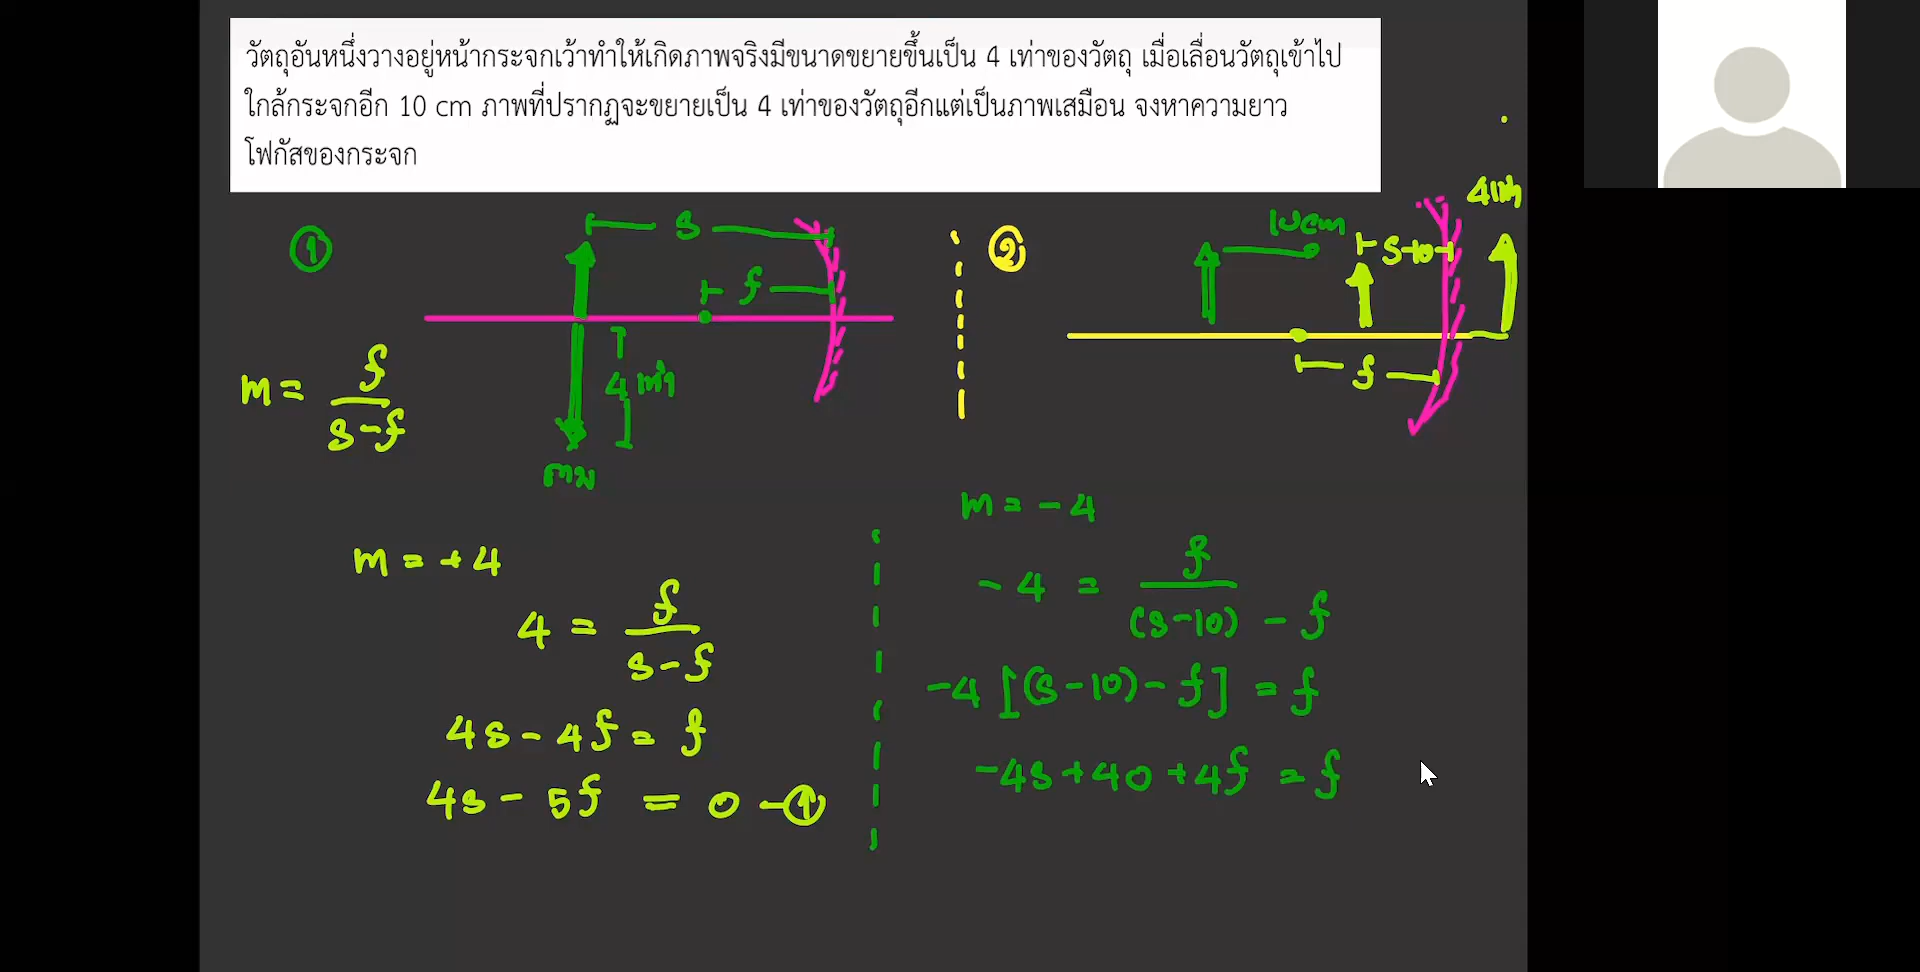 วัตถุอันหนึ่งวางอยู่หน้ากระจกเว้าทำให้เกิดภาพจริงมีขนาดขยายขึ้นเป็น 4 เท่าของวัตถุ เมื่อเลื่อนวัตถุเข้าไป
ใกล้กระจกอีก 10 cm ภาพที่ปรากฏจะขยายเป็น 4 เท่าของวัตถุอีกแต่เป็นภาพเสมือน จงหาความยาว
โฟกัสของกระจก
①
s
f
4 เท่า
ภาพ
m = f / s - f
②
10 cm
s-10
4 เท่า
f
m = +4
4 = f / s - f
4s - 4f = f
4s - 5f = 0 - ①
m = - 4
- 4 = f / (s - 10) - f
-4 [(s - 10) - f] = f
-4s + 40 + 4f = f